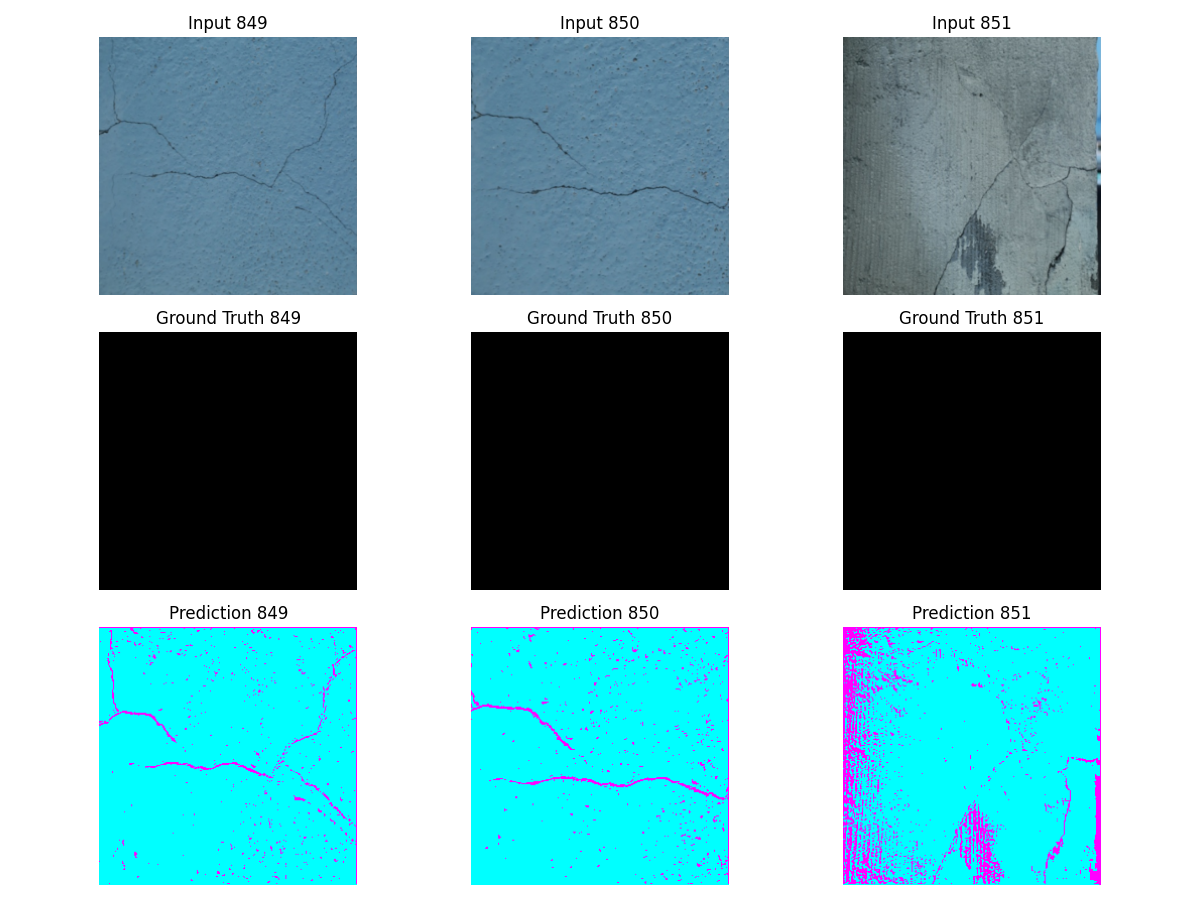 Input 849
Input 850
Input 851
Ground Truth 849
Ground Truth 850
Ground Truth 851
Prediction 849
Prediction 850
Prediction 851